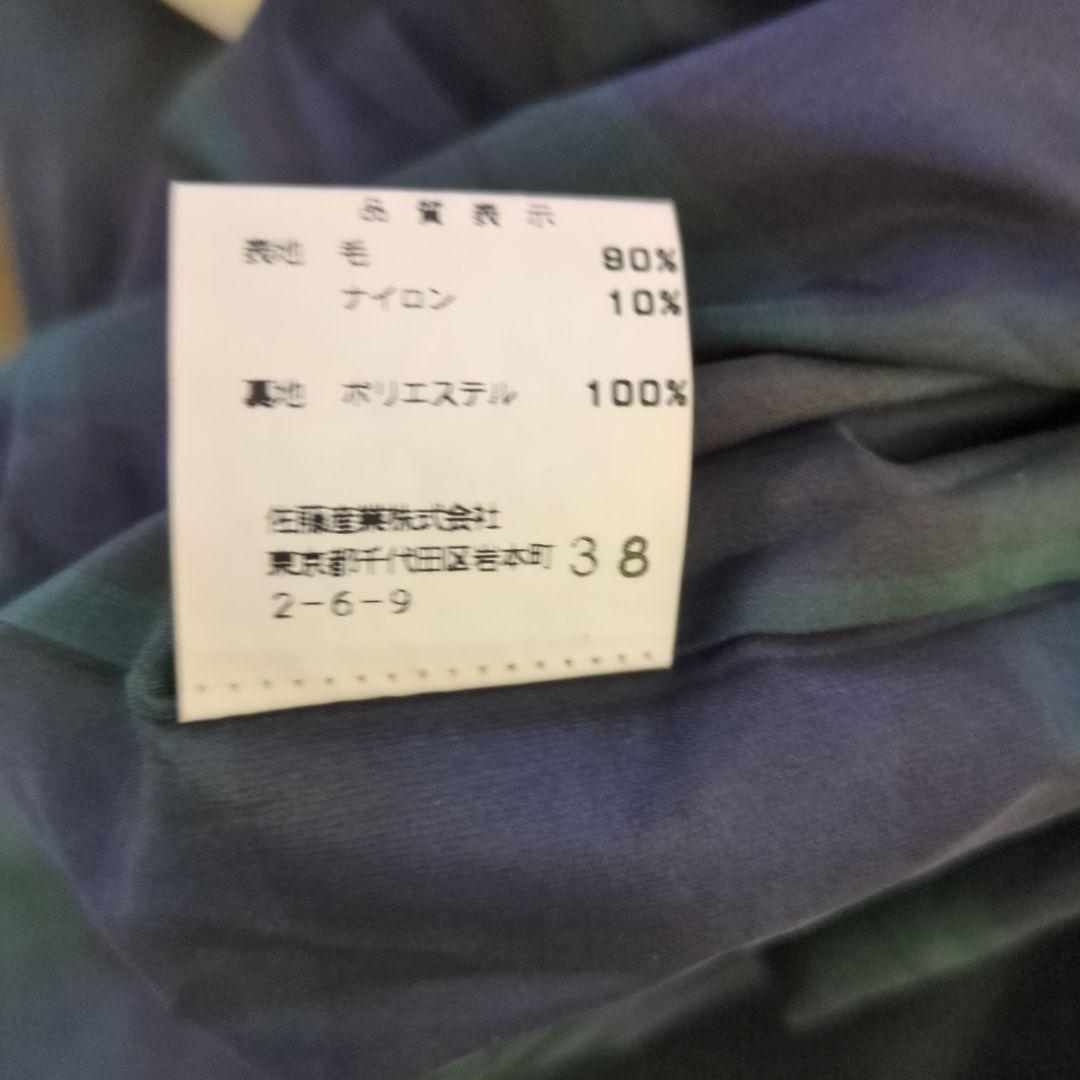 品質表示
表地 毛 90%
ナイロン 10%
裏地 ポリエステル 100%
佐藤産業株式会社
東京都千代田区岩本町 38
2-6-9